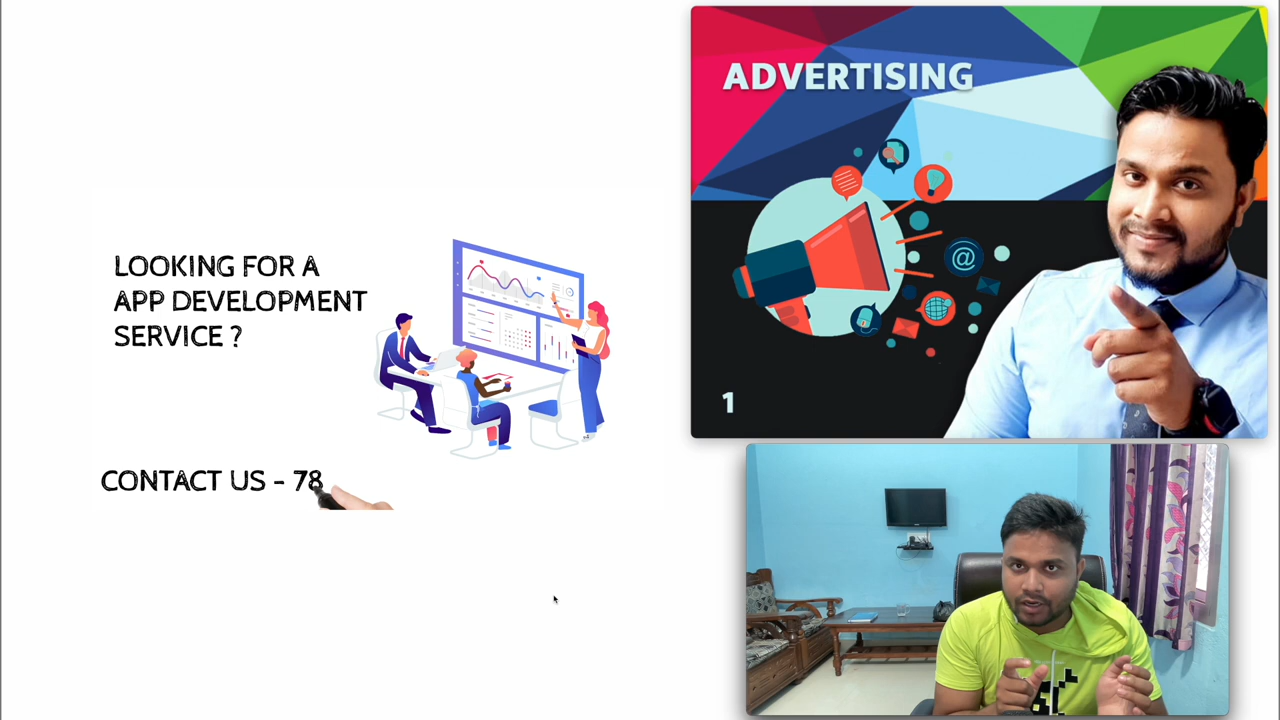 LOOKING FOR A
APP DEVELOPMENT
SERVICE ?
CONTACT US - 78
ADVERTISING
1